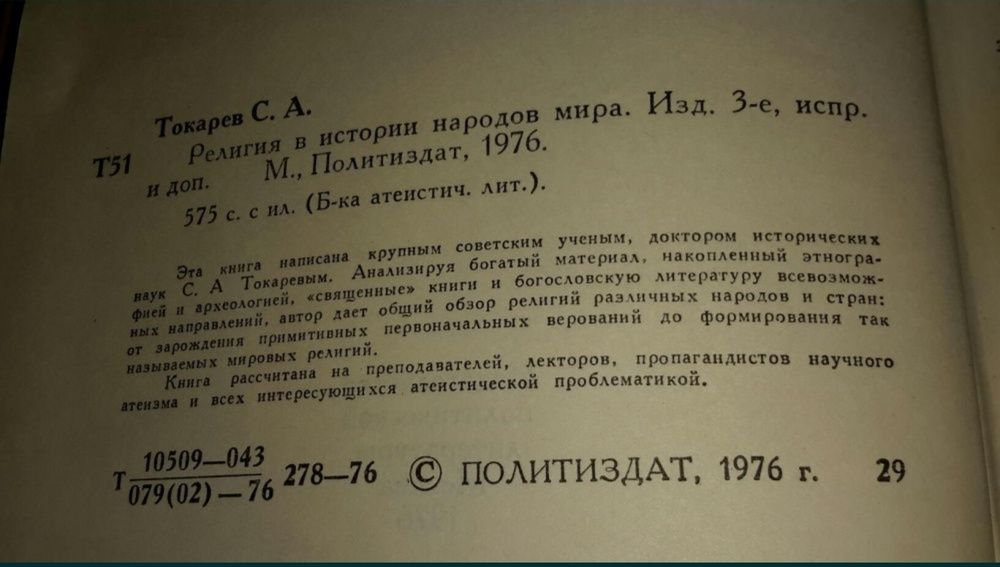 Токарев С. А.
Т51 Религия в истории народов мира. Изд. 3-е, испр.
и доп. М., Политиздат, 1976.
575 с. с ил. (Б-ка атеистич. лит.).
Эта книга написана крупным советским ученым, доктором исторических
наук С. А Токаревым. Анализируя богатый материал, накопленный этногра-
фией и археологией, «священные» книги и богословскую литературу всевозмож-
ных направлений, автор дает общий обзор религий различных народов и стран:
от зарождения примитивных первоначальных верований до формирования так
называемых мировых религий.
Книга рассчитана на преподавателей, лекторов, пропагандистов научного
атеизма и всех интересующихся атеистической проблематикой.
Т 10509—043
079(02)—76 278—76 © ПОЛИТИЗДАТ, 1976 г. 29